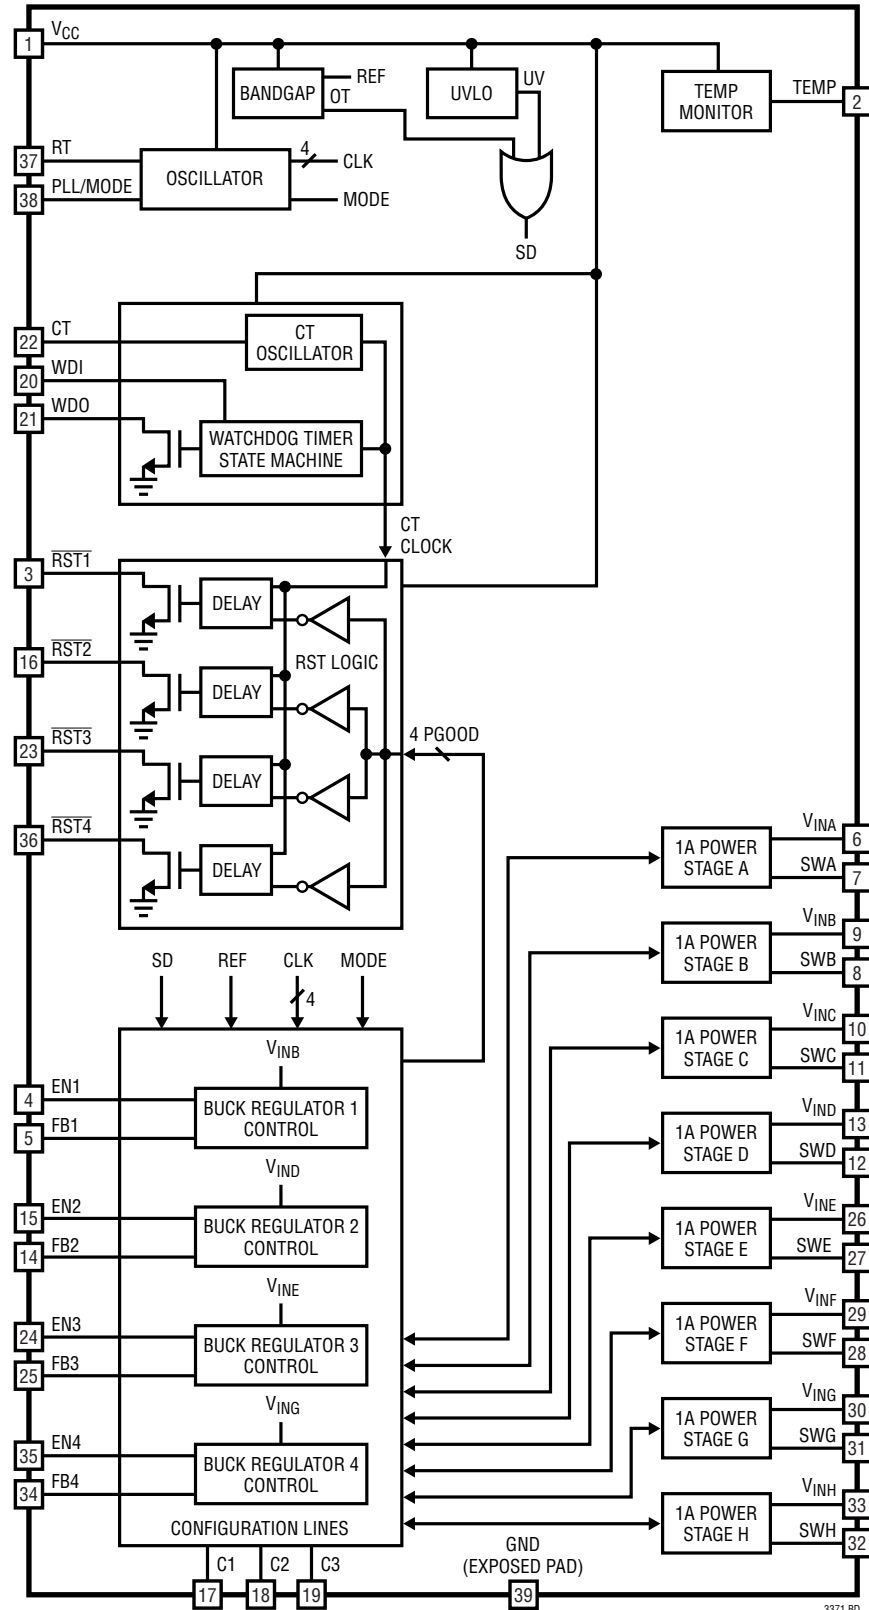 VCC
1
REF
BANDGAP
OT
UVLO
UV
TEMP
MONITOR
TEMP
2
RT
37
PLL/MODE
38
OSCILLATOR
4
CLK
MODE
SD
CT
22
CT
OSCILLATOR
WDI
20
WDO
21
WATCHDOG TIMER
STATE MACHINE
CT
CLOCK
RST1
3
DELAY
RST LOGIC
RST2
16
DELAY
RST3
23
DELAY
4 PGOOD
RST4
36
DELAY
VINA
6
1A POWER
STAGE A
SWA
7
VINB
9
1A POWER
STAGE B
SWB
8
VINC
10
1A POWER
STAGE C
SWC
11
VIND
13
1A POWER
STAGE D
SWD
12
VINE
26
1A POWER
STAGE E
SWE
27
VINF
29
1A POWER
STAGE F
SWF
28
VING
30
1A POWER
STAGE G
SWG
31
VINH
33
1A POWER
STAGE H
SWH
32
SD
REF
CLK
MODE
4
VINB
EN1
4
BUCK REGULATOR 1
CONTROL
FB1
5
VIND
EN2
15
BUCK REGULATOR 2
CONTROL
FB2
14
VINE
EN3
24
BUCK REGULATOR 3
CONTROL
FB3
25
VING
EN4
35
BUCK REGULATOR 4
CONTROL
FB4
34
CONFIGURATION LINES
C1
C2
C3
17
18
19
GND
(EXPOSED PAD)
39
3371 BD